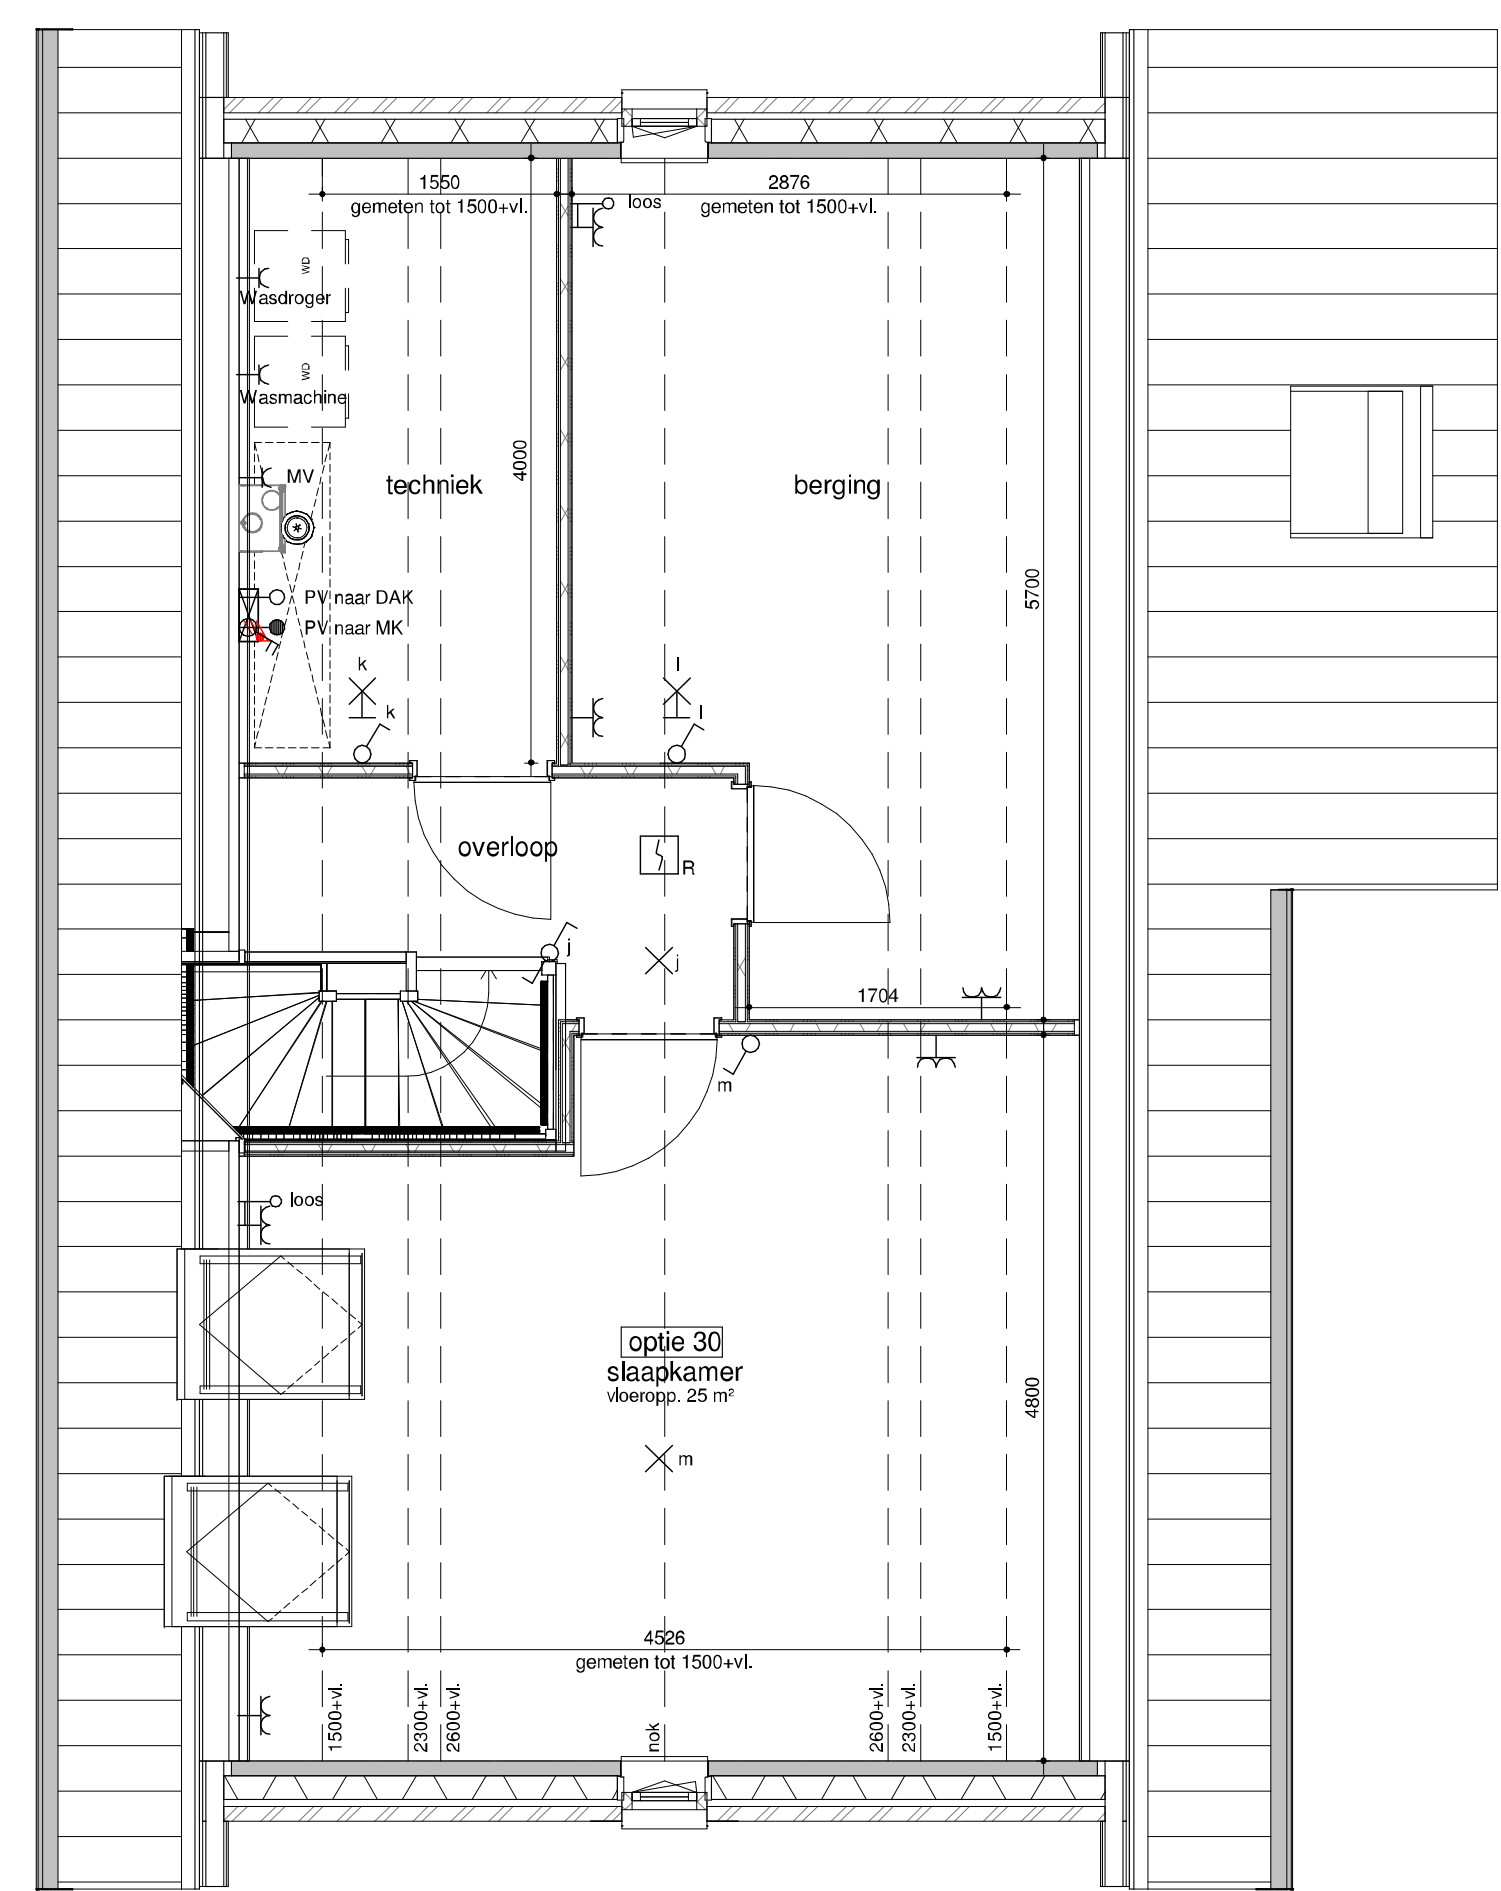 1550
gemeten tot 1500+vl.
2876
gemeten tot 1500+vl.
loos
WD
Wasdroger
WD
Wasmachine
MV
techniek
4000
berging
5700
PV naar DAK
PV naar MK
k
k
l
l
overloop
R
j
j
1704
m
loos
optie 30
slaapkamer
vloeropp. 25 m²
4800
m
4526
gemeten tot 1500+vl.
1500+vl.
2300+vl.
2600+vl.
nok
2600+vl.
2300+vl.
1500+vl.